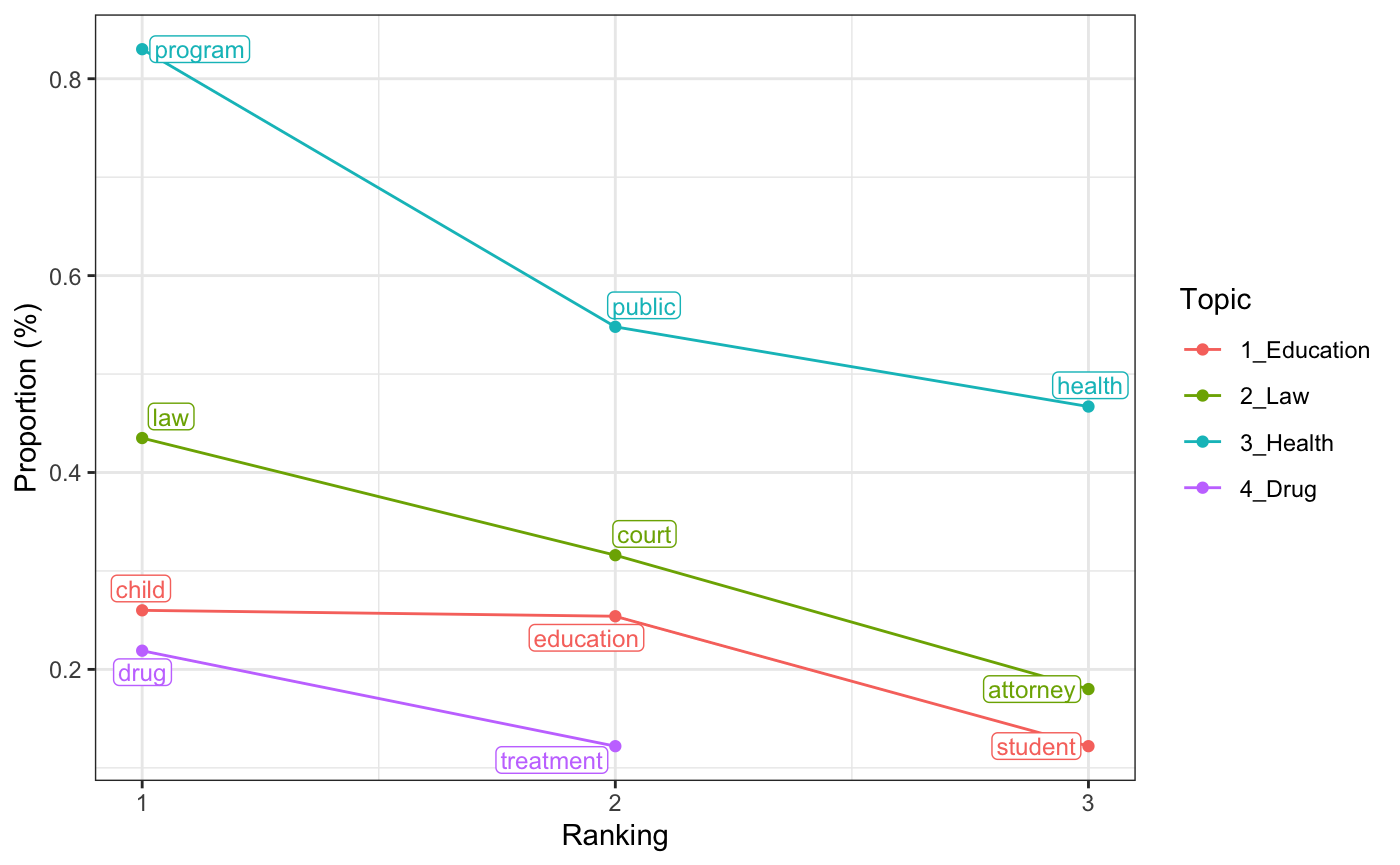 program
0.8
0.6
public
health
law
0.4
court
child
education
drug
0.2
attorney
student
treatment
1
2
3
Ranking
Proportion (%)
Topic
1_Education
2_Law
3_Health
4_Drug